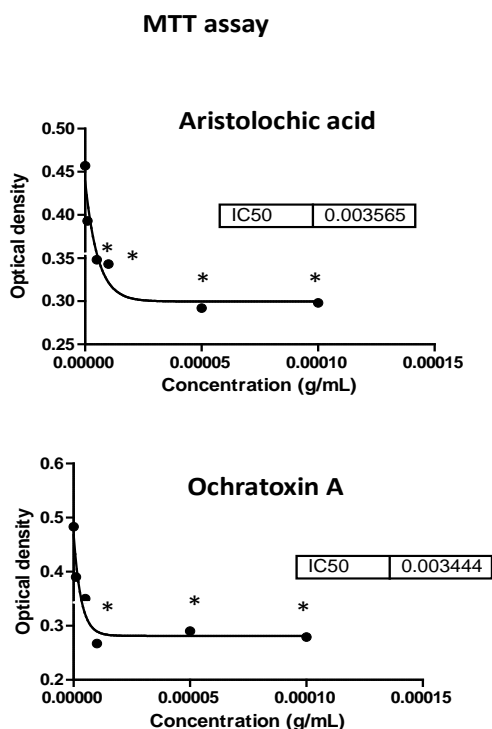 MTT assay
Aristolochic acid
0.50
0.45
0.40
0.35
0.30
0.25
Optical density
IC50 0.003565
* * * *
0.00000 0.00005 0.00010 0.00015
Concentration (g/mL)
Ochratoxin A
0.6
0.5
0.4
0.3
0.2
Optical density
IC50 0.003444
* * *
0.00000 0.00005 0.00010 0.00015
Concentration (g/mL)